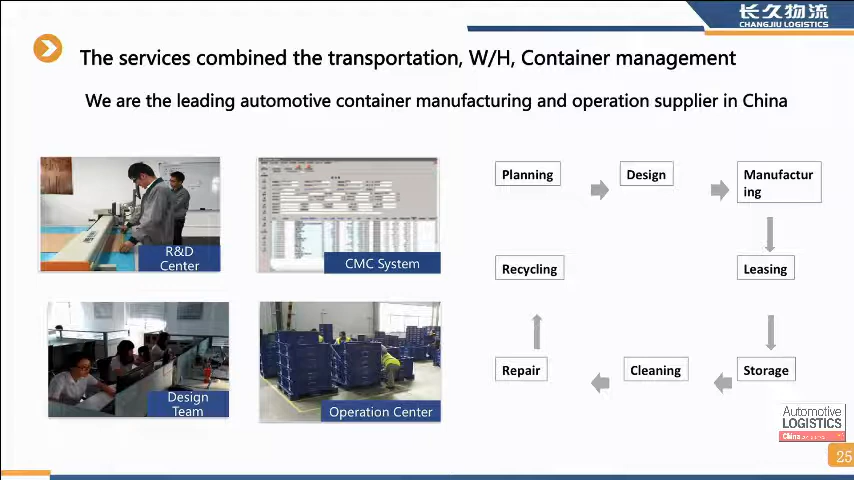 长久物流
CHANGJIU LOGISTICS
The services combined the transportation, W/H, Container management
We are the leading automotive container manufacturing and operation supplier in China
R&D
Center
CMC System
Design
Team
Operation Center
Planning
Design
Manufactur
ing
Recycling
Leasing
Repair
Cleaning
Storage
Automotive
LOGISTICS
China
25